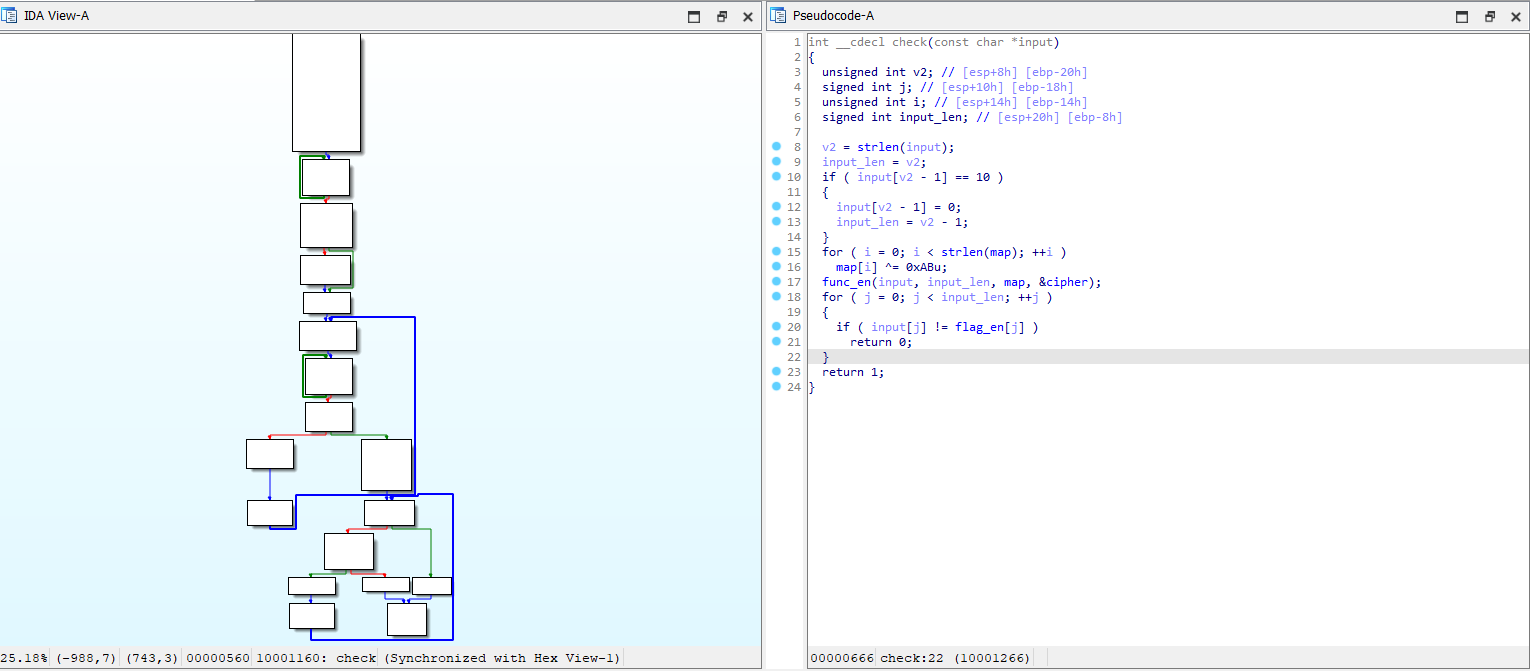 IDA View-A
25.18% (-988,7) (743,3) 00000560 10001160: check (Synchronized with Hex View-1)
Pseudocode-A
1 int __cdecl check(const char *input)
2 {
3 unsigned int v2; // [esp+8h] [ebp-20h]
4 signed int j; // [esp+10h] [ebp-18h]
5 unsigned int i; // [esp+14h] [ebp-14h]
6 signed int input_len; // [esp+20h] [ebp-8h]
7
8 v2 = strlen(input);
9 input_len = v2;
10 if ( input[v2 - 1] == 10 )
11 {
12 input[v2 - 1] = 0;
13 input_len = v2 - 1;
14 }
15 for ( i = 0; i < strlen(map); ++i )
16 map[i] ^= 0xABu;
17 func_en(input, input_len, map, &cipher);
18 for ( j = 0; j < input_len; ++j )
19 {
20 if ( input[j] != flag_en[j] )
21 return 0;
22 }
23 return 1;
24 }
00000666 check:22 (10001266)